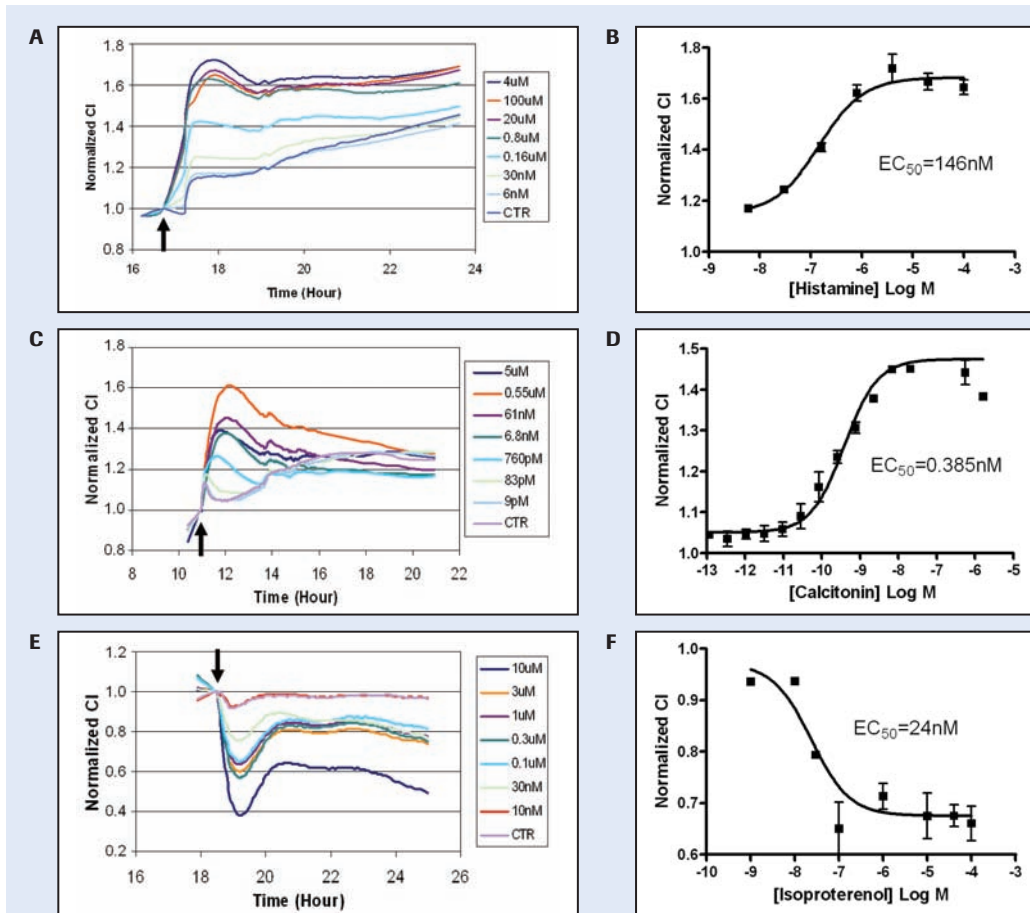 A
Normalized CI
1.8
1.6
1.4
1.2
1.0
0.8
16
18
20
22
24
Time (Hour)
4uM
100uM
20uM
0.8uM
0.16uM
30nM
6nM
CTR
B
Normalized CI
1.8
1.6
1.4
1.2
1.0
EC50=146nM
-9
-8
-7
-6
-5
-4
-3
[Histamine] Log M
C
Normalized CI
1.8
1.6
1.4
1.2
1.0
0.8
8
10
12
14
16
18
20
22
Time (Hour)
5uM
0.55uM
61nM
6.8nM
760pM
83pM
9pM
CTR
D
Normalized CI
1.5
1.4
1.3
1.2
1.1
1.0
EC50=0.385nM
-13
-12
-11
-10
-9
-8
-7
-6
-5
[Calcitonin] Log M
E
Normalized CI
1.2
1.0
0.8
0.6
0.4
0.2
16
18
20
22
24
26
Time (Hour)
10uM
3uM
1uM
0.3uM
0.1uM
30nM
10nM
CTR
F
Normalized CI
1.0
0.9
0.8
0.7
0.6
EC50=24nM
-10
-9
-8
-7
-6
-5
-4
-3
[Isoproterenol] Log M